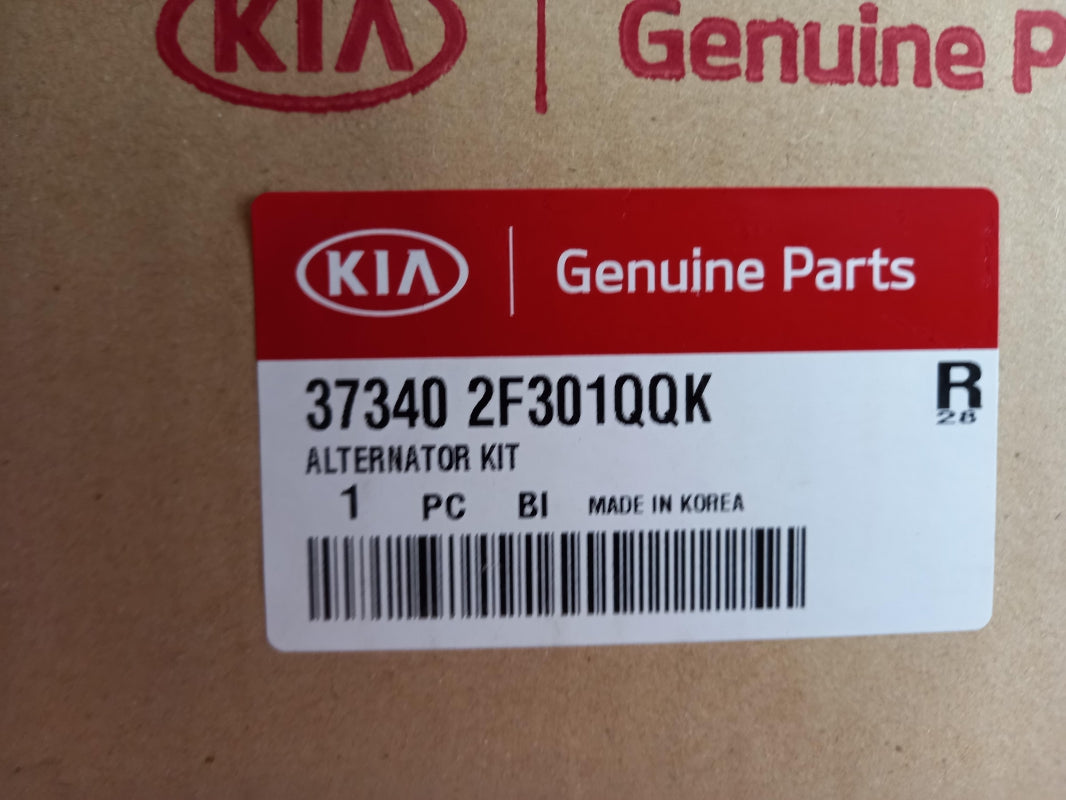 KIA Genuine P
KIA Genuine Parts
37340 2F301QQK
R
28
ALTERNATOR KIT
1 PC BI MADE IN KOREA